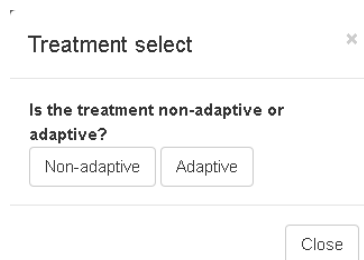 Treatment select
×
Is the treatment non-adaptive or
adaptive?
Non-adaptive Adaptive
Close